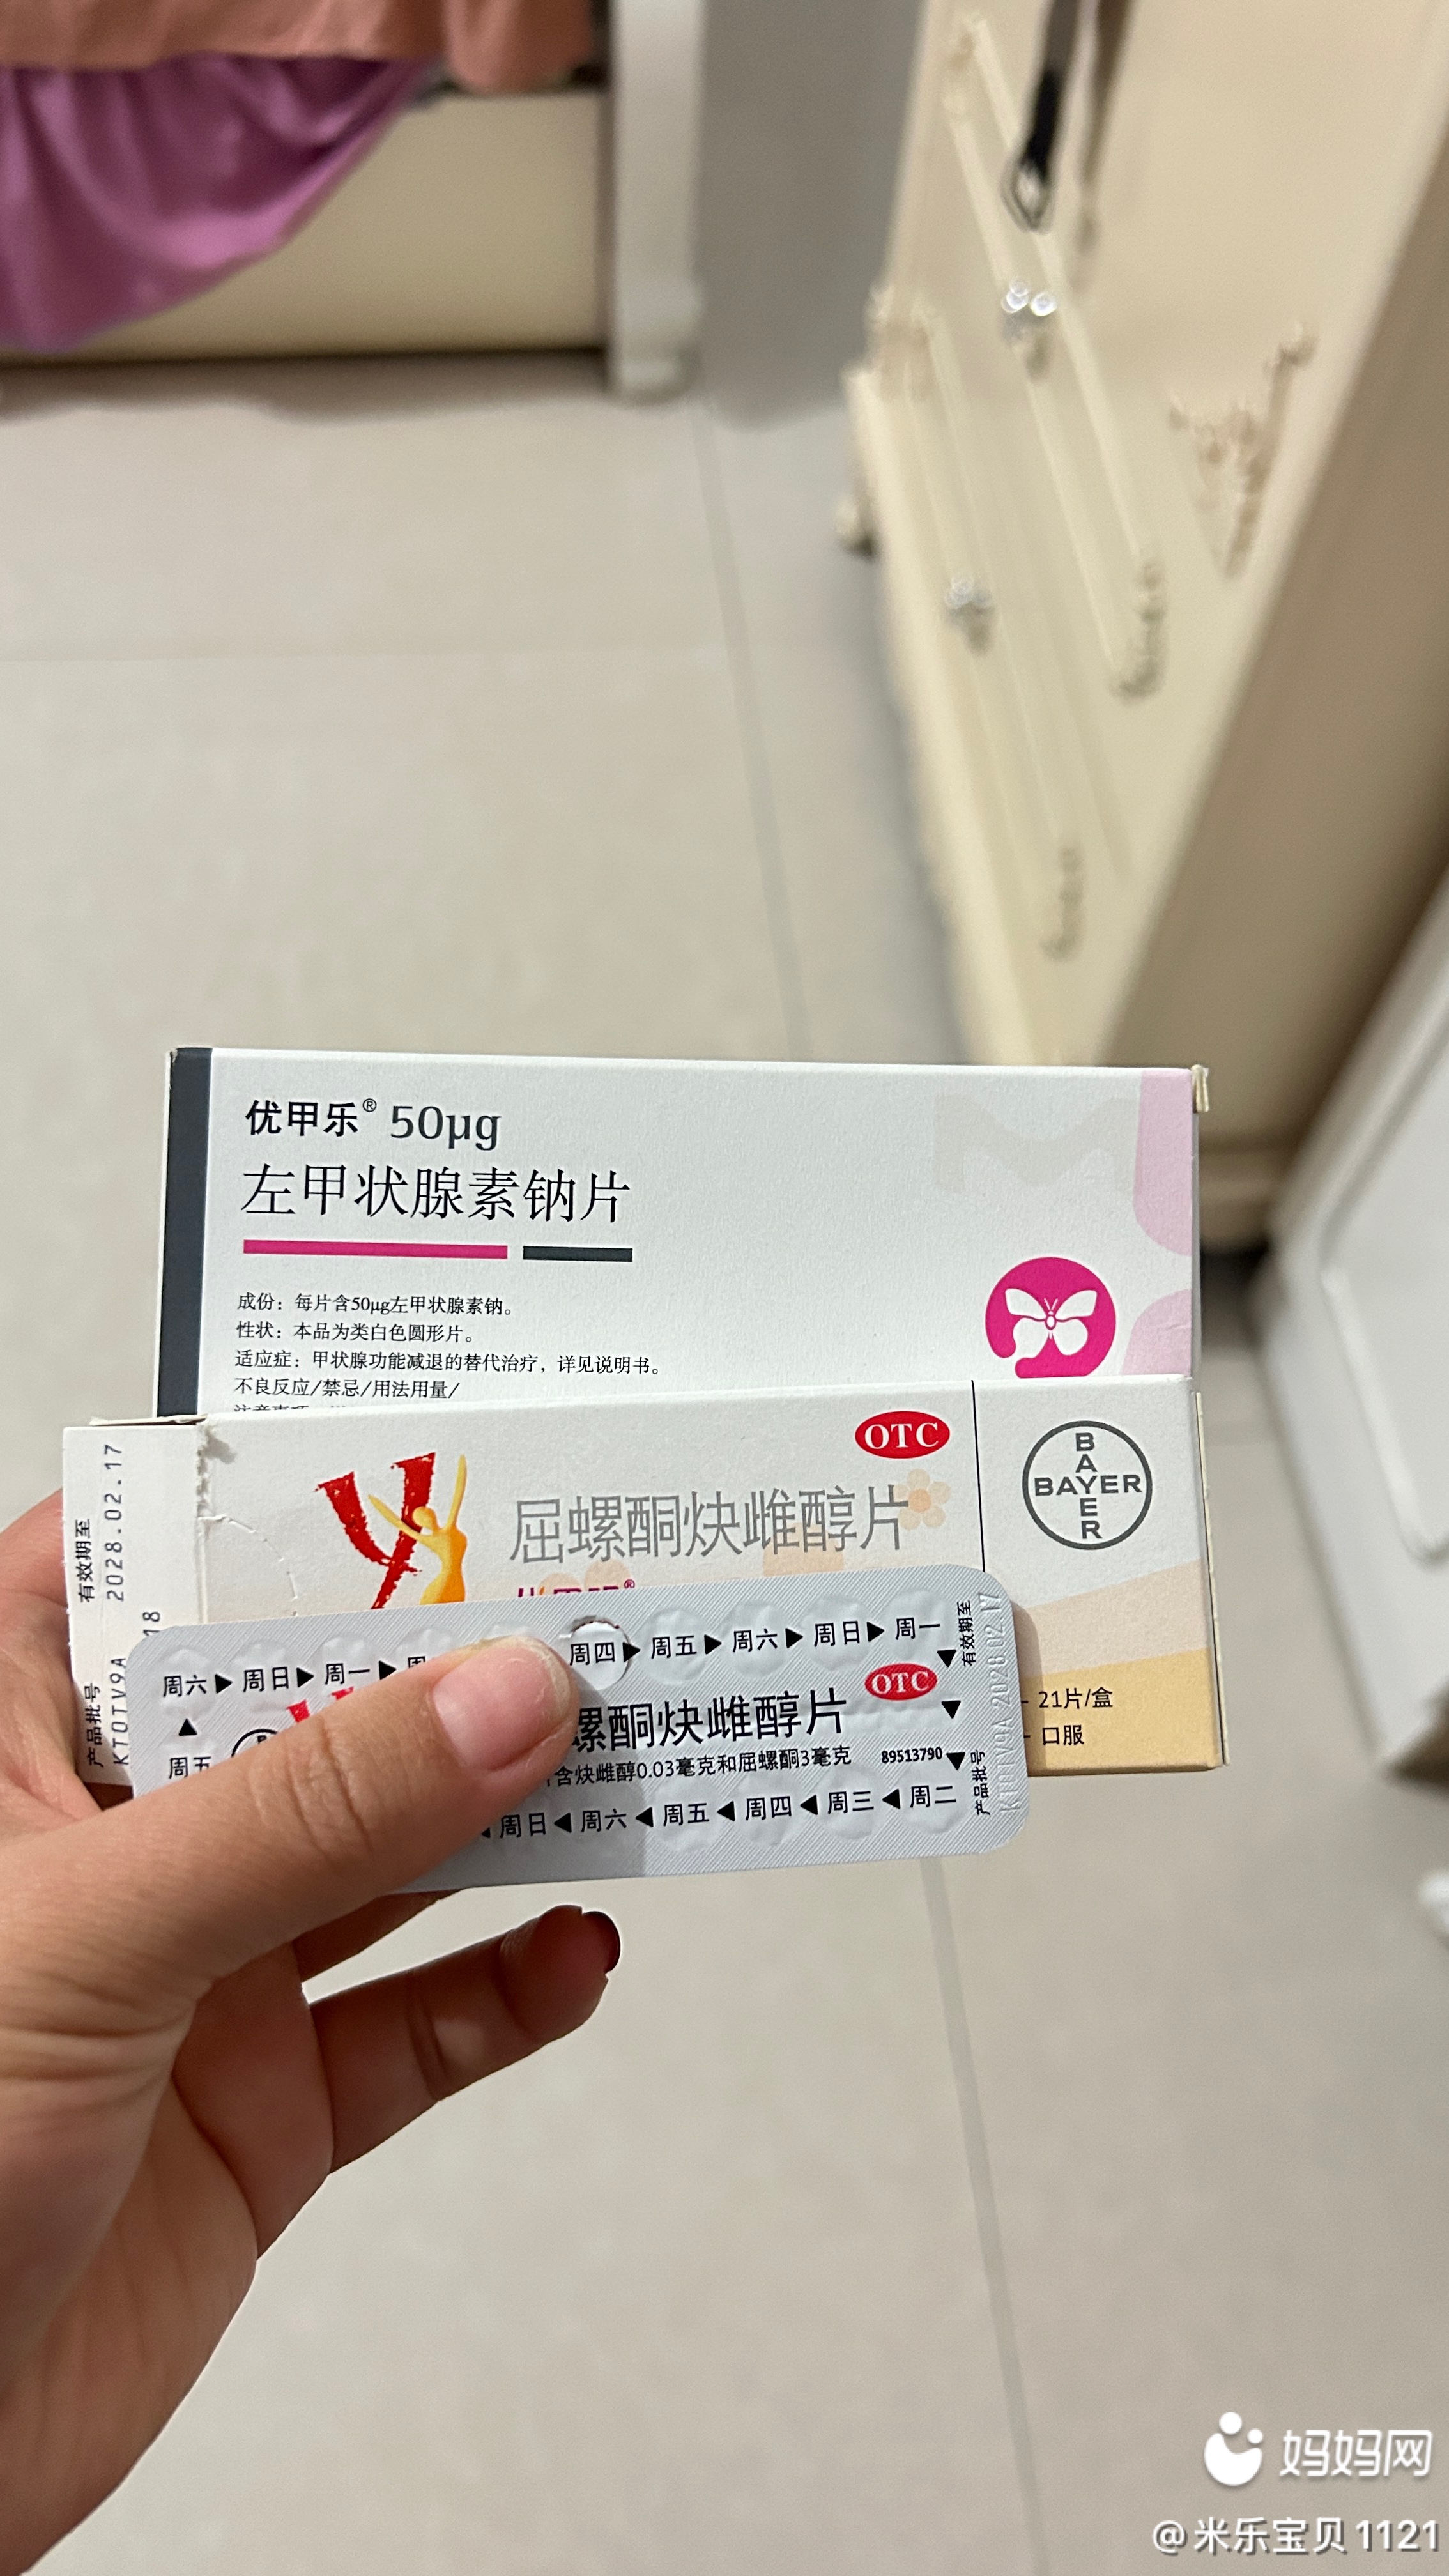 优甲乐® 50μg
左甲状腺素钠片
成份：每片含50μg左甲状腺素钠。
性状：本品为类白色圆形片。
适应症：甲状腺功能减退的替代治疗，详见说明书。
不良反应/禁忌/用法用量/
OTC
屈螺酮炔雌醇片
BAYER
BAYER
21片/盒
口服
有效期至 2028.02.17
产品批号 KT0TV9A
18
周六▶周日▶周一▶周
周四▶周五▶周六▶周日▶周一
▲
周五
OTC
螺酮炔雌醇片
含炔雌醇0.03毫克和屈螺酮3毫克 89513790
周日◀周六◀周五◀周四◀周三◀周二
有效期至 2028.02.17
产品批号 KT0TV9A
妈妈网
@米乐宝贝1121